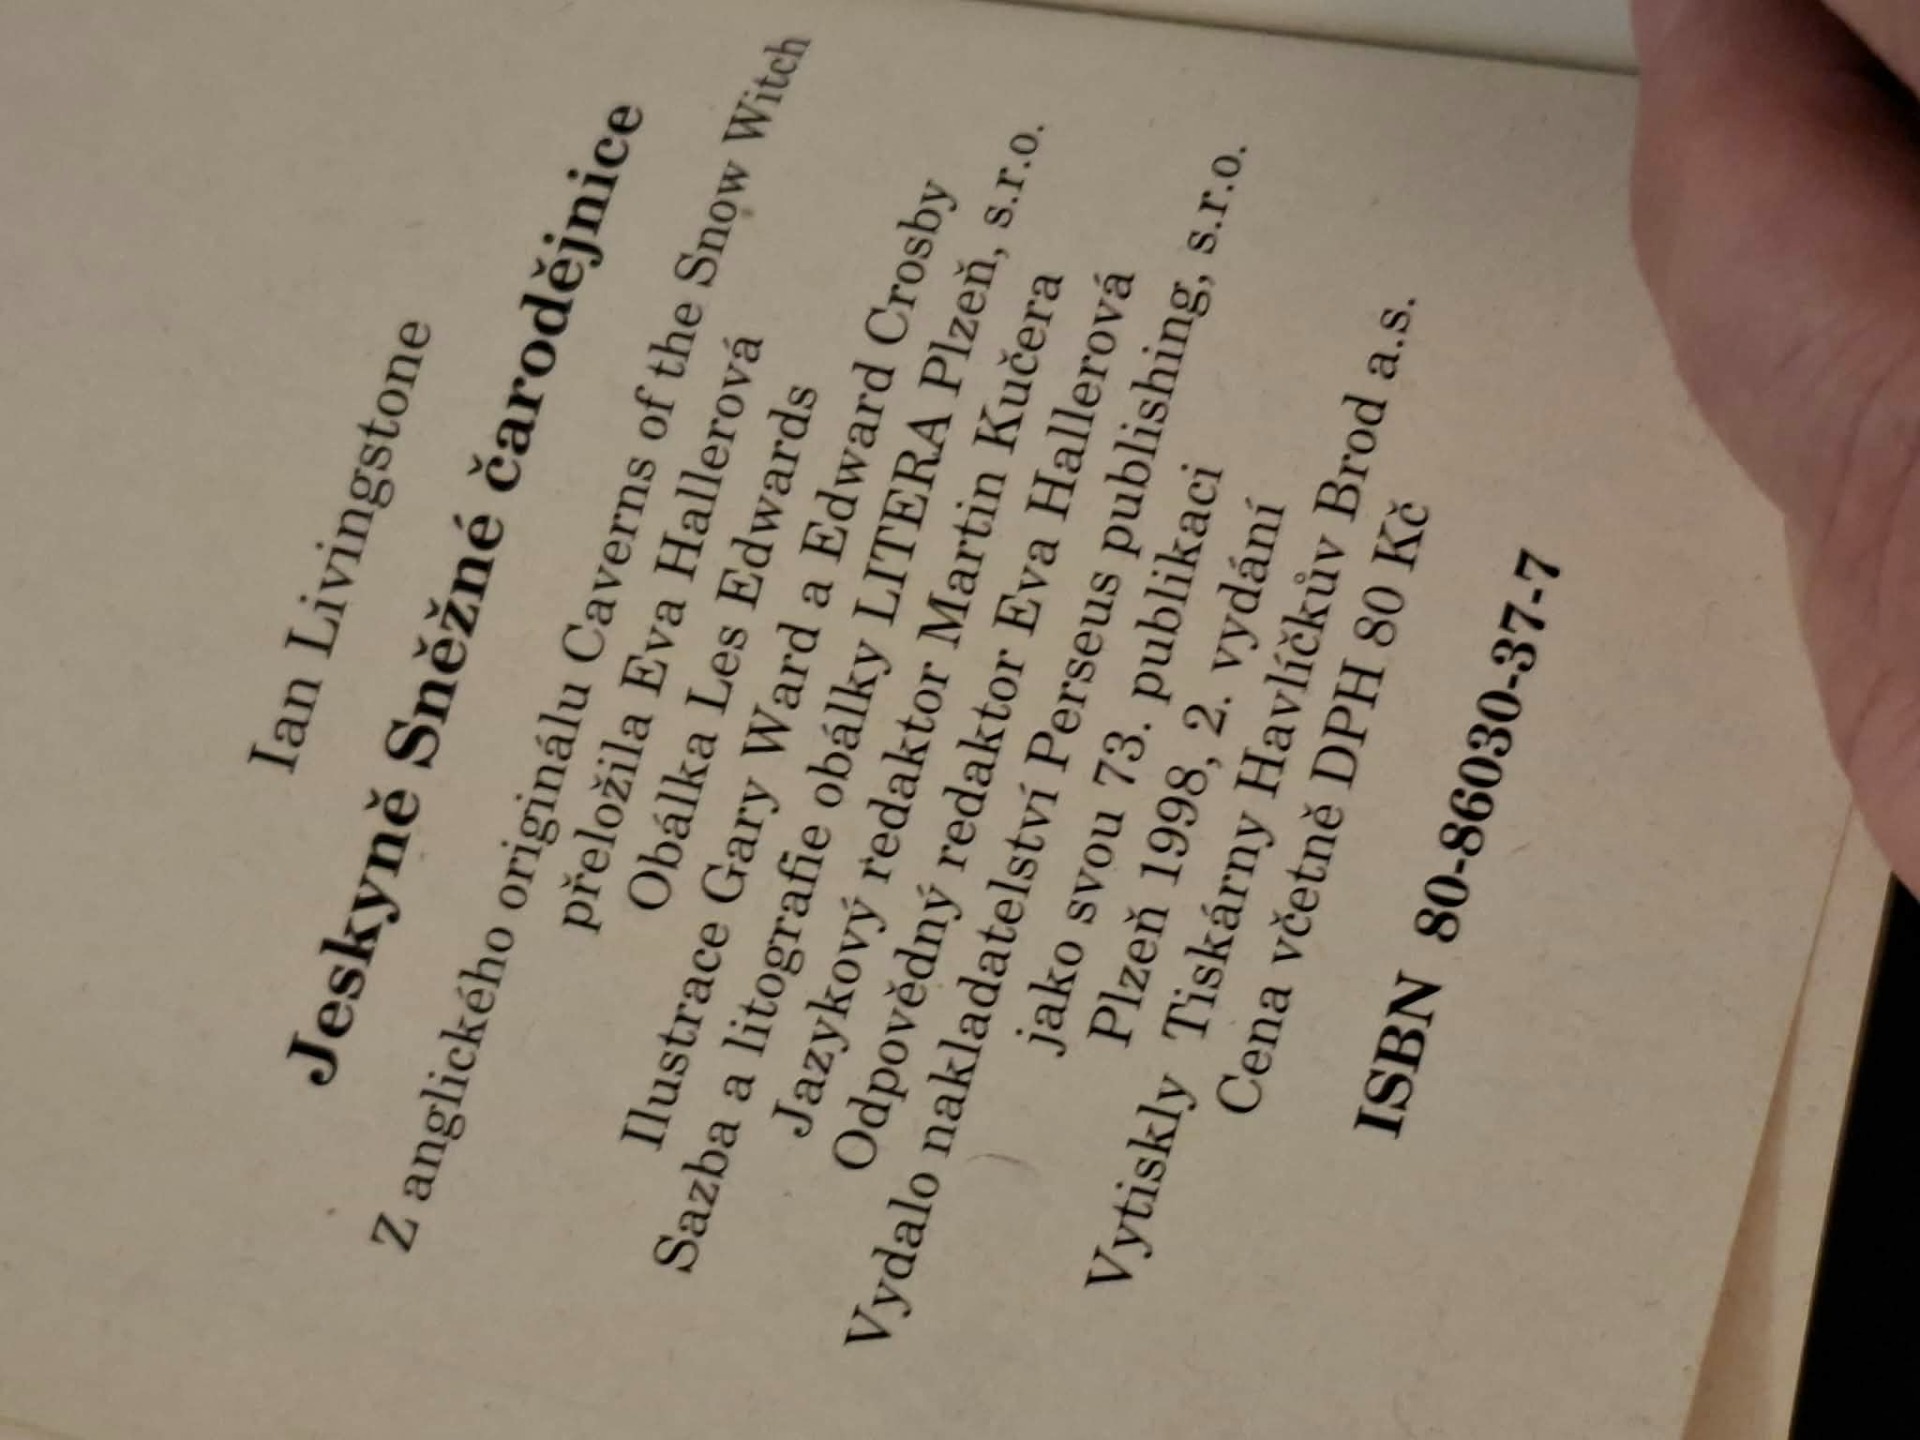 Ian Livingstone
Jeskyně Sněžné čarodějnice
Z anglického originálu Caverns of the Snow Witch
přeložila Eva Hallerová
Obálka Les Edwards
Ilustrace Gary Ward a Edward Crosby
Sazba a litografie obálky LITERA Plzeň, s.r.o.
Jazykový redaktor Martin Kučera
Odpovědný redaktor Eva Hallerová
Vydalo nakladatelství Perseus publishing, s.r.o.
jako svou 73. publikaci
Plzeň 1998, 2. vydání
Vytiskly Tiskárny Havlíčkův Brod a.s.
Cena včetně DPH 80 Kč
ISBN 80-86030-37-7